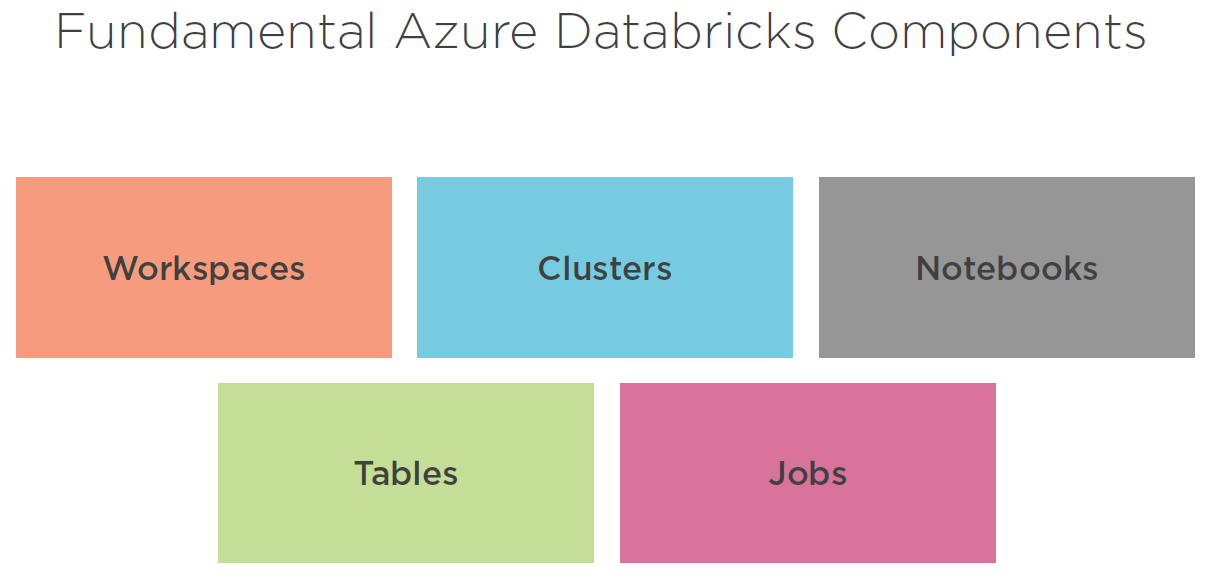 Fundamental Azure Databricks Components
Workspaces
Clusters
Notebooks
Tables
Jobs